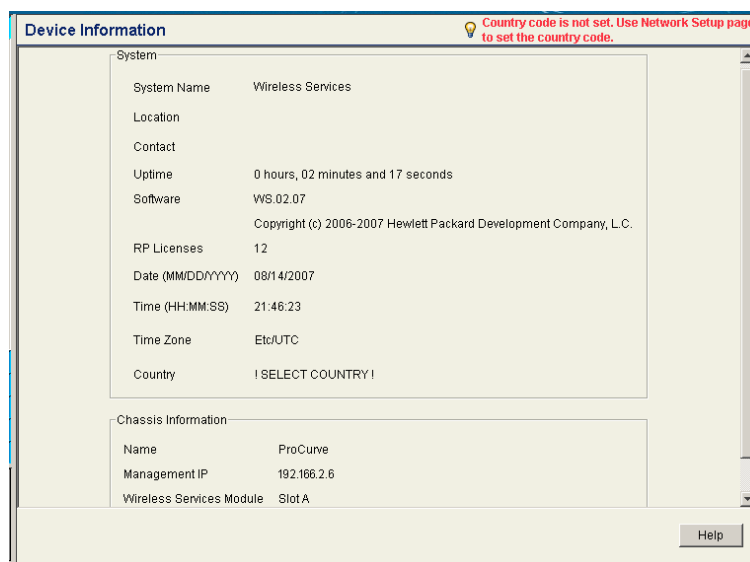 Device Information
Country code is not set. Use Network Setup page
to set the country code.
System
System Name Wireless Services
Location
Contact
Uptime 0 hours, 02 minutes and 17 seconds
Software WS.02.07
Copyright (c) 2006-2007 Hewlett Packard Development Company, L.C.
RP Licenses 12
Date (MM/DD/YYYY) 08/14/2007
Time (HH:MM:SS) 21:46:23
Time Zone Etc/UTC
Country ! SELECT COUNTRY !
Chassis Information
Name ProCurve
Management IP 192.166.2.6
Wireless Services Module Slot A
Help